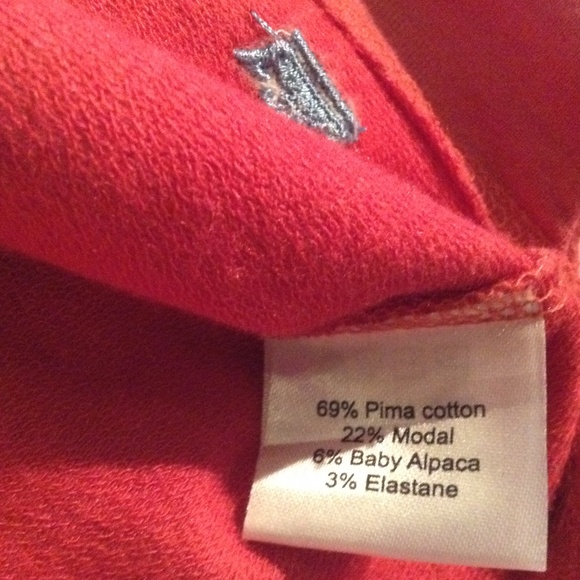 69% Pima cotton
22% Modal
6% Baby Alpaca
3% Elastane